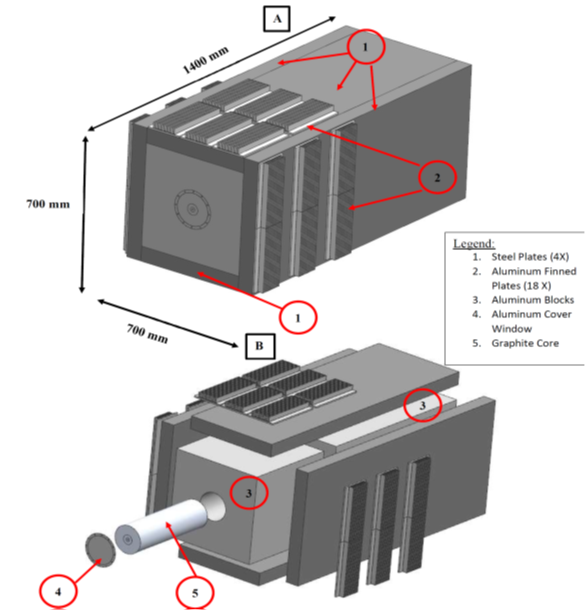 A
1400 mm
1
2
700 mm
Legend:
1. Steel Plates (4X)
2. Aluminum Finned
Plates (18 X)
3. Aluminum Blocks
4. Aluminum Cover
Window
5. Graphite Core
1
700 mm
B
3
3
4
5